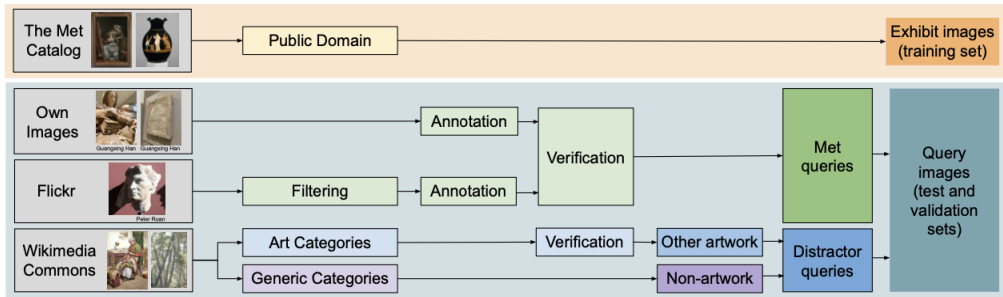 The Met
Catalog
Public Domain
Exhibit images
(training set)
Own
Images
Guangxing Han Guangxing Han
Annotation
Verification
Met
queries
Query
images
(test and
validation
sets)
Flickr
Peter Roan
Filtering
Annotation
Wikimedia
Commons
Art Categories
Verification
Other artwork
Distractor
queries
Generic Categories
Non-artwork